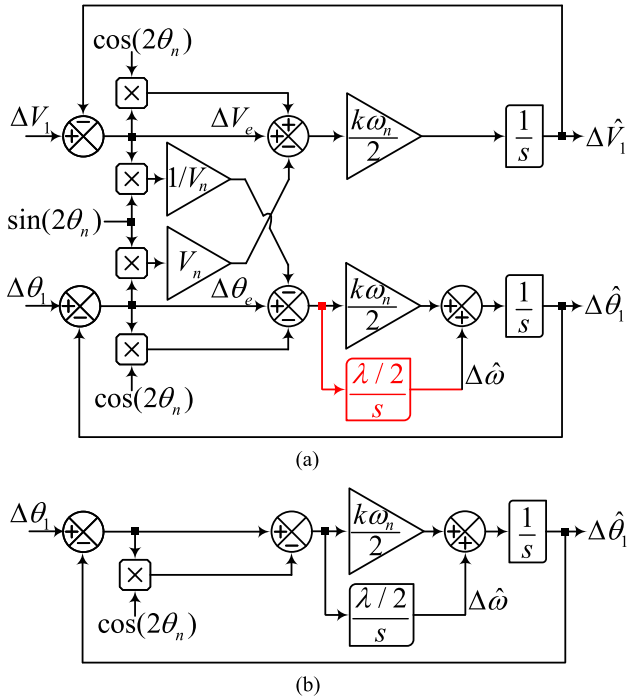 cos(2θₙ)
ΔV₁
ΔVₑ
kωₙ/2
1/s
ΔV̂₁
1/Vₙ
sin(2θₙ)
Vₙ
Δθ₁
Δθₑ
kωₙ/2
1/s
Δθ̂₁
cos(2θₙ)
λ/2/s
Δω̂
(a)
Δθ₁
kωₙ/2
1/s
Δθ̂₁
cos(2θₙ)
λ/2/s
Δω̂
(b)